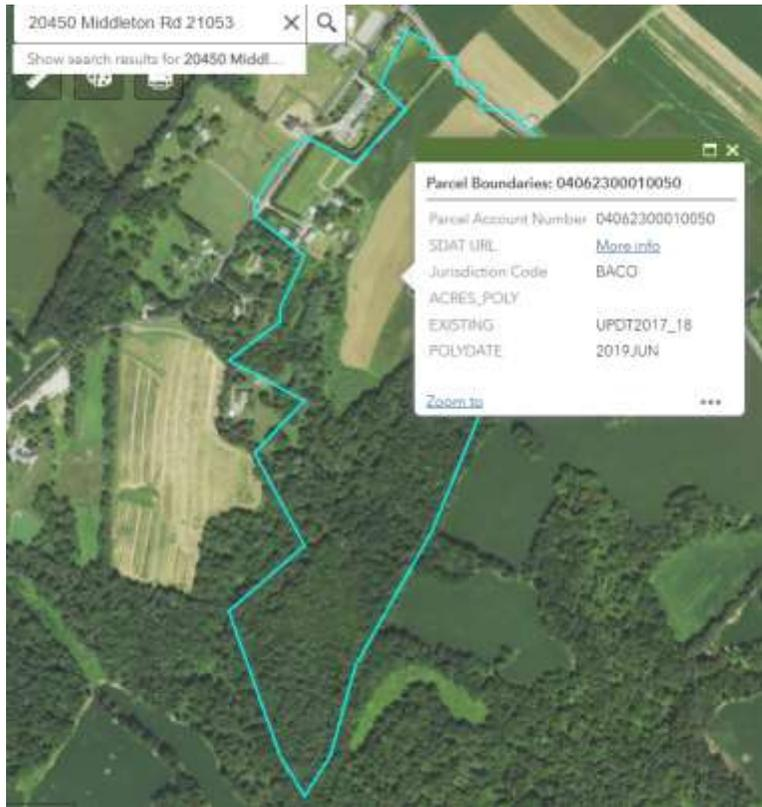 20450 Middleton Rd 21053
Show search results for 20450 Middl...
Parcel Boundaries: 04062300010050
Parcel Account Number 04062300010050
SDAT URL More info
Jurisdiction Code BACO
ACRES_POLY
EXISTING UPDT2017_18
POLYDATE 2019JUN
Zoom to